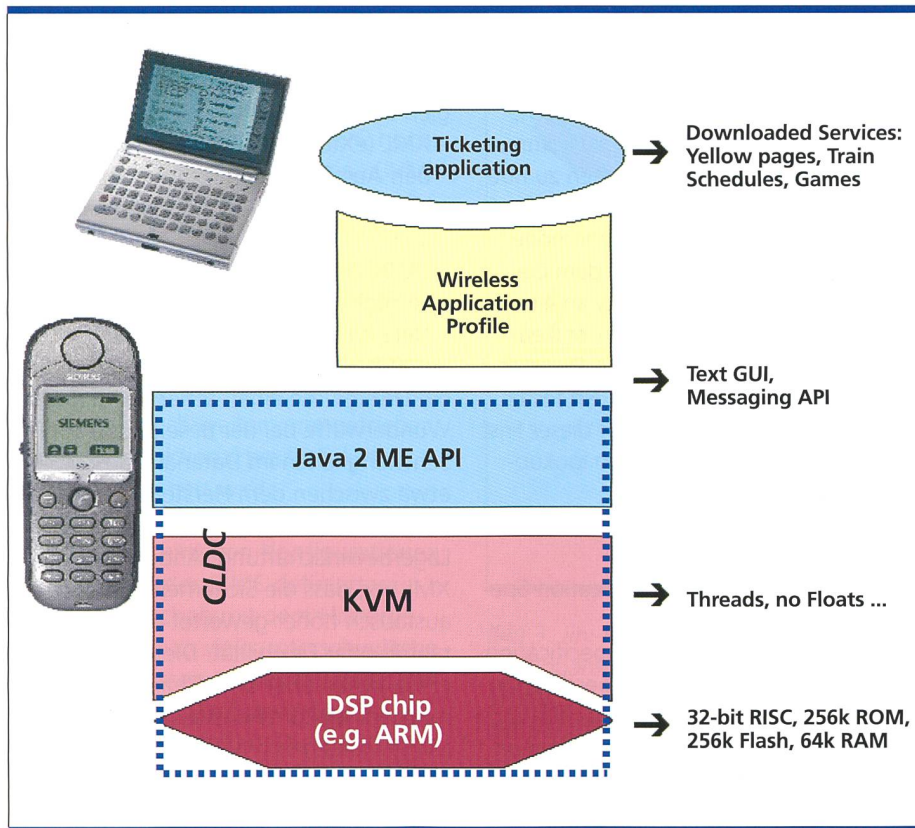 Ticketing
application
Downloaded Services:
Yellow pages, Train
Schedules, Games
Wireless
Application
Profile
Text GUI,
Messaging API
SIEMENS
SIEMENS
Java 2 ME API
CLDC
KVM
Threads, no Floats ...
DSP chip
(e.g. ARM)
32-bit RISC, 256k ROM,
256k Flash, 64k RAM